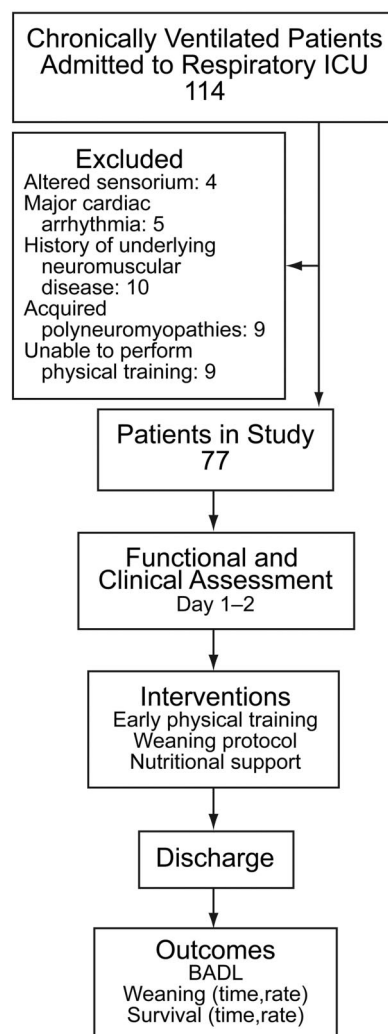 Chronically Ventilated Patients
Admitted to Respiratory ICU
114
Excluded
Altered sensorium: 4
Major cardiac
arrhythmia: 5
History of underlying
neuromuscular
disease: 10
Acquired
polyneuromyopathies: 9
Unable to perform
physical training: 9
Patients in Study
77
Functional and
Clinical Assessment
Day 1–2
Interventions
Early physical training
Weaning protocol
Nutritional support
Discharge
Outcomes
BADL
Weaning (time,rate)
Survival (time,rate)